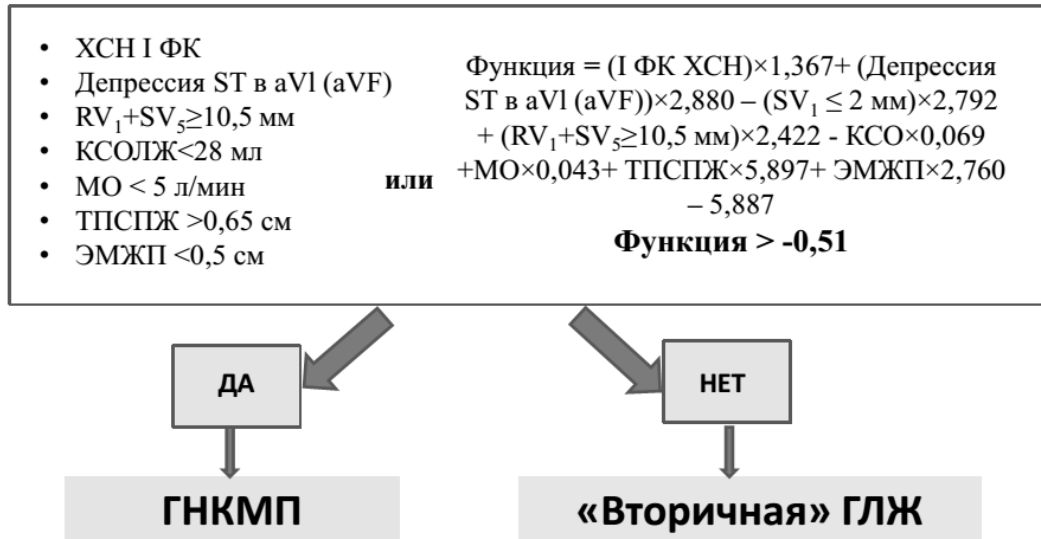 • ХСН I ФК
• Депрессия ST в aVl (aVF)
• RV₁+SV₅≥10,5 мм
• КСОЛЖ<28 мл
• МО < 5 л/мин
• ТПСПЖ >0,65 см
• ЭМЖП <0,5 см
или
Функция = (I ФК ХСН)×1,367+ (Депрессия
ST в aVl (aVF))×2,880 – (SV₁ ≤ 2 мм)×2,792
+ (RV₁+SV₅≥10,5 мм)×2,422 - КСО×0,069
+МО×0,043+ ТПСПЖ×5,897+ ЭМЖП×2,760
– 5,887
Функция > -0,51
ДА
НЕТ
ГНКМП
«Вторичная» ГЛЖ